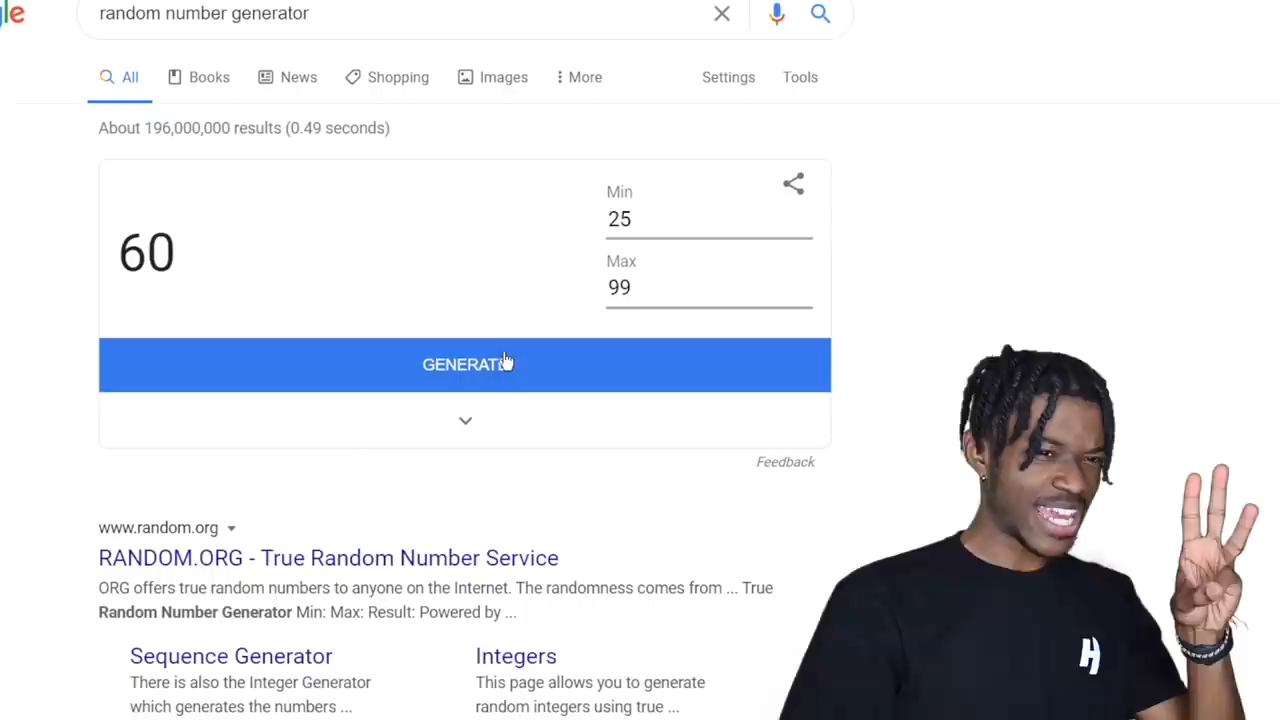 le
random number generator
All
Books
News
Shopping
Images
More
Settings
Tools
About 196,000,000 results (0.49 seconds)
Min
25
60
Max
99
GENERATE
Feedback
www.random.org
RANDOM.ORG - True Random Number Service
ORG offers true random numbers to anyone on the Internet. The randomness comes from ... True
Random Number Generator Min: Max: Result: Powered by ...
Sequence Generator
There is also the Integer Generator
which generates the numbers ...
Integers
This page allows you to generate
random integers using true ...
H